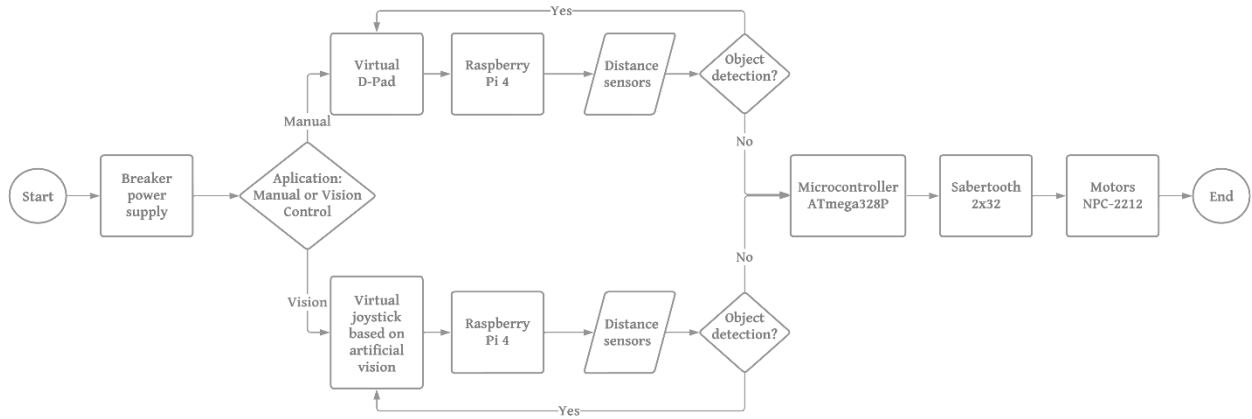 Yes
Virtual
D-Pad
Raspberry
Pi 4
Distance
sensors
Object
detection?
Manual
No
Start
Breaker
power
supply
Aplication:
Manual or Vision
Control
Microcontroller
ATmega328P
Sabertooth
2x32
Motors
NPC-2212
End
No
Vision
Virtual
joystick
based on
artificial
vision
Raspberry
Pi 4
Distance
sensors
Object
detection?
Yes